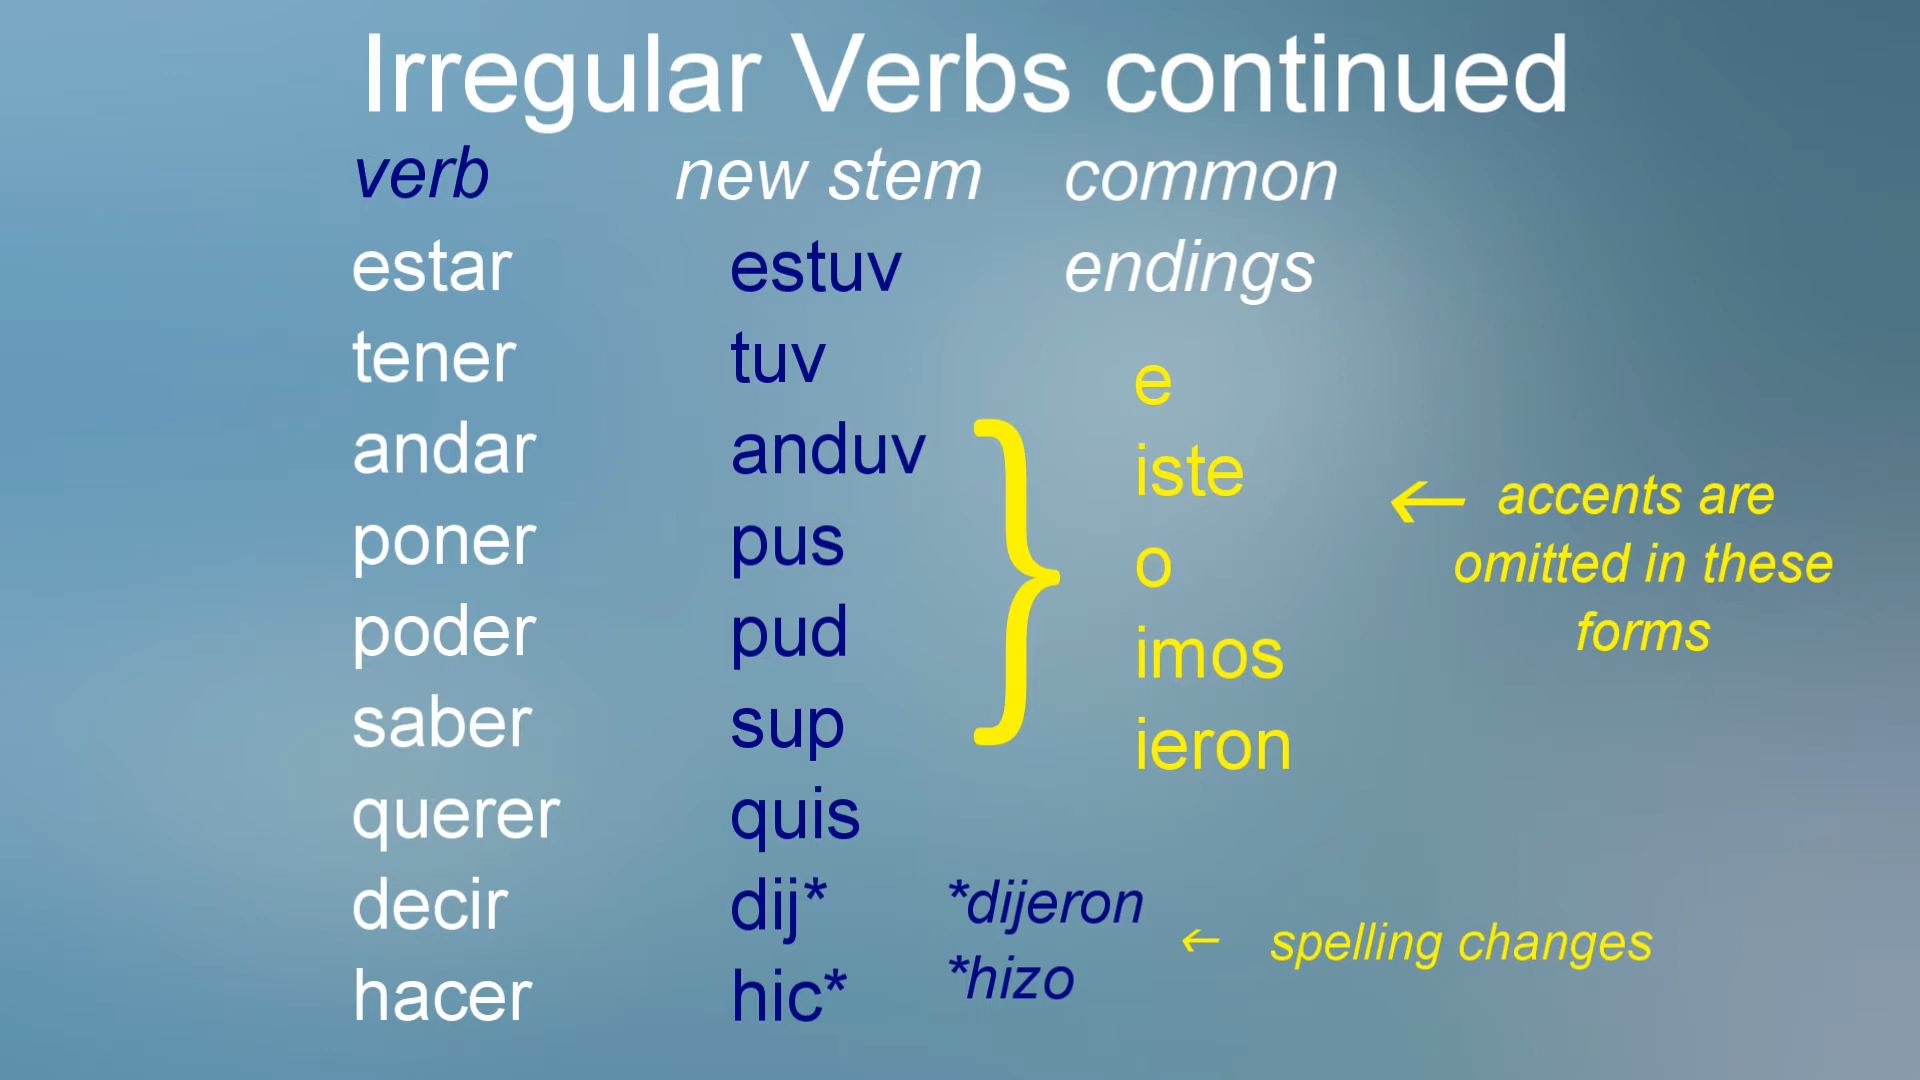 Irregular Verbs continued
verb new stem common
estar estuv endings
tener tuv e
andar anduv iste
poner pus o
poder pud imos
saber sup ieron
querer quis
decir dij* *dijeron
hacer hic* *hizo
← accents are
omitted in these
forms
← spelling changes